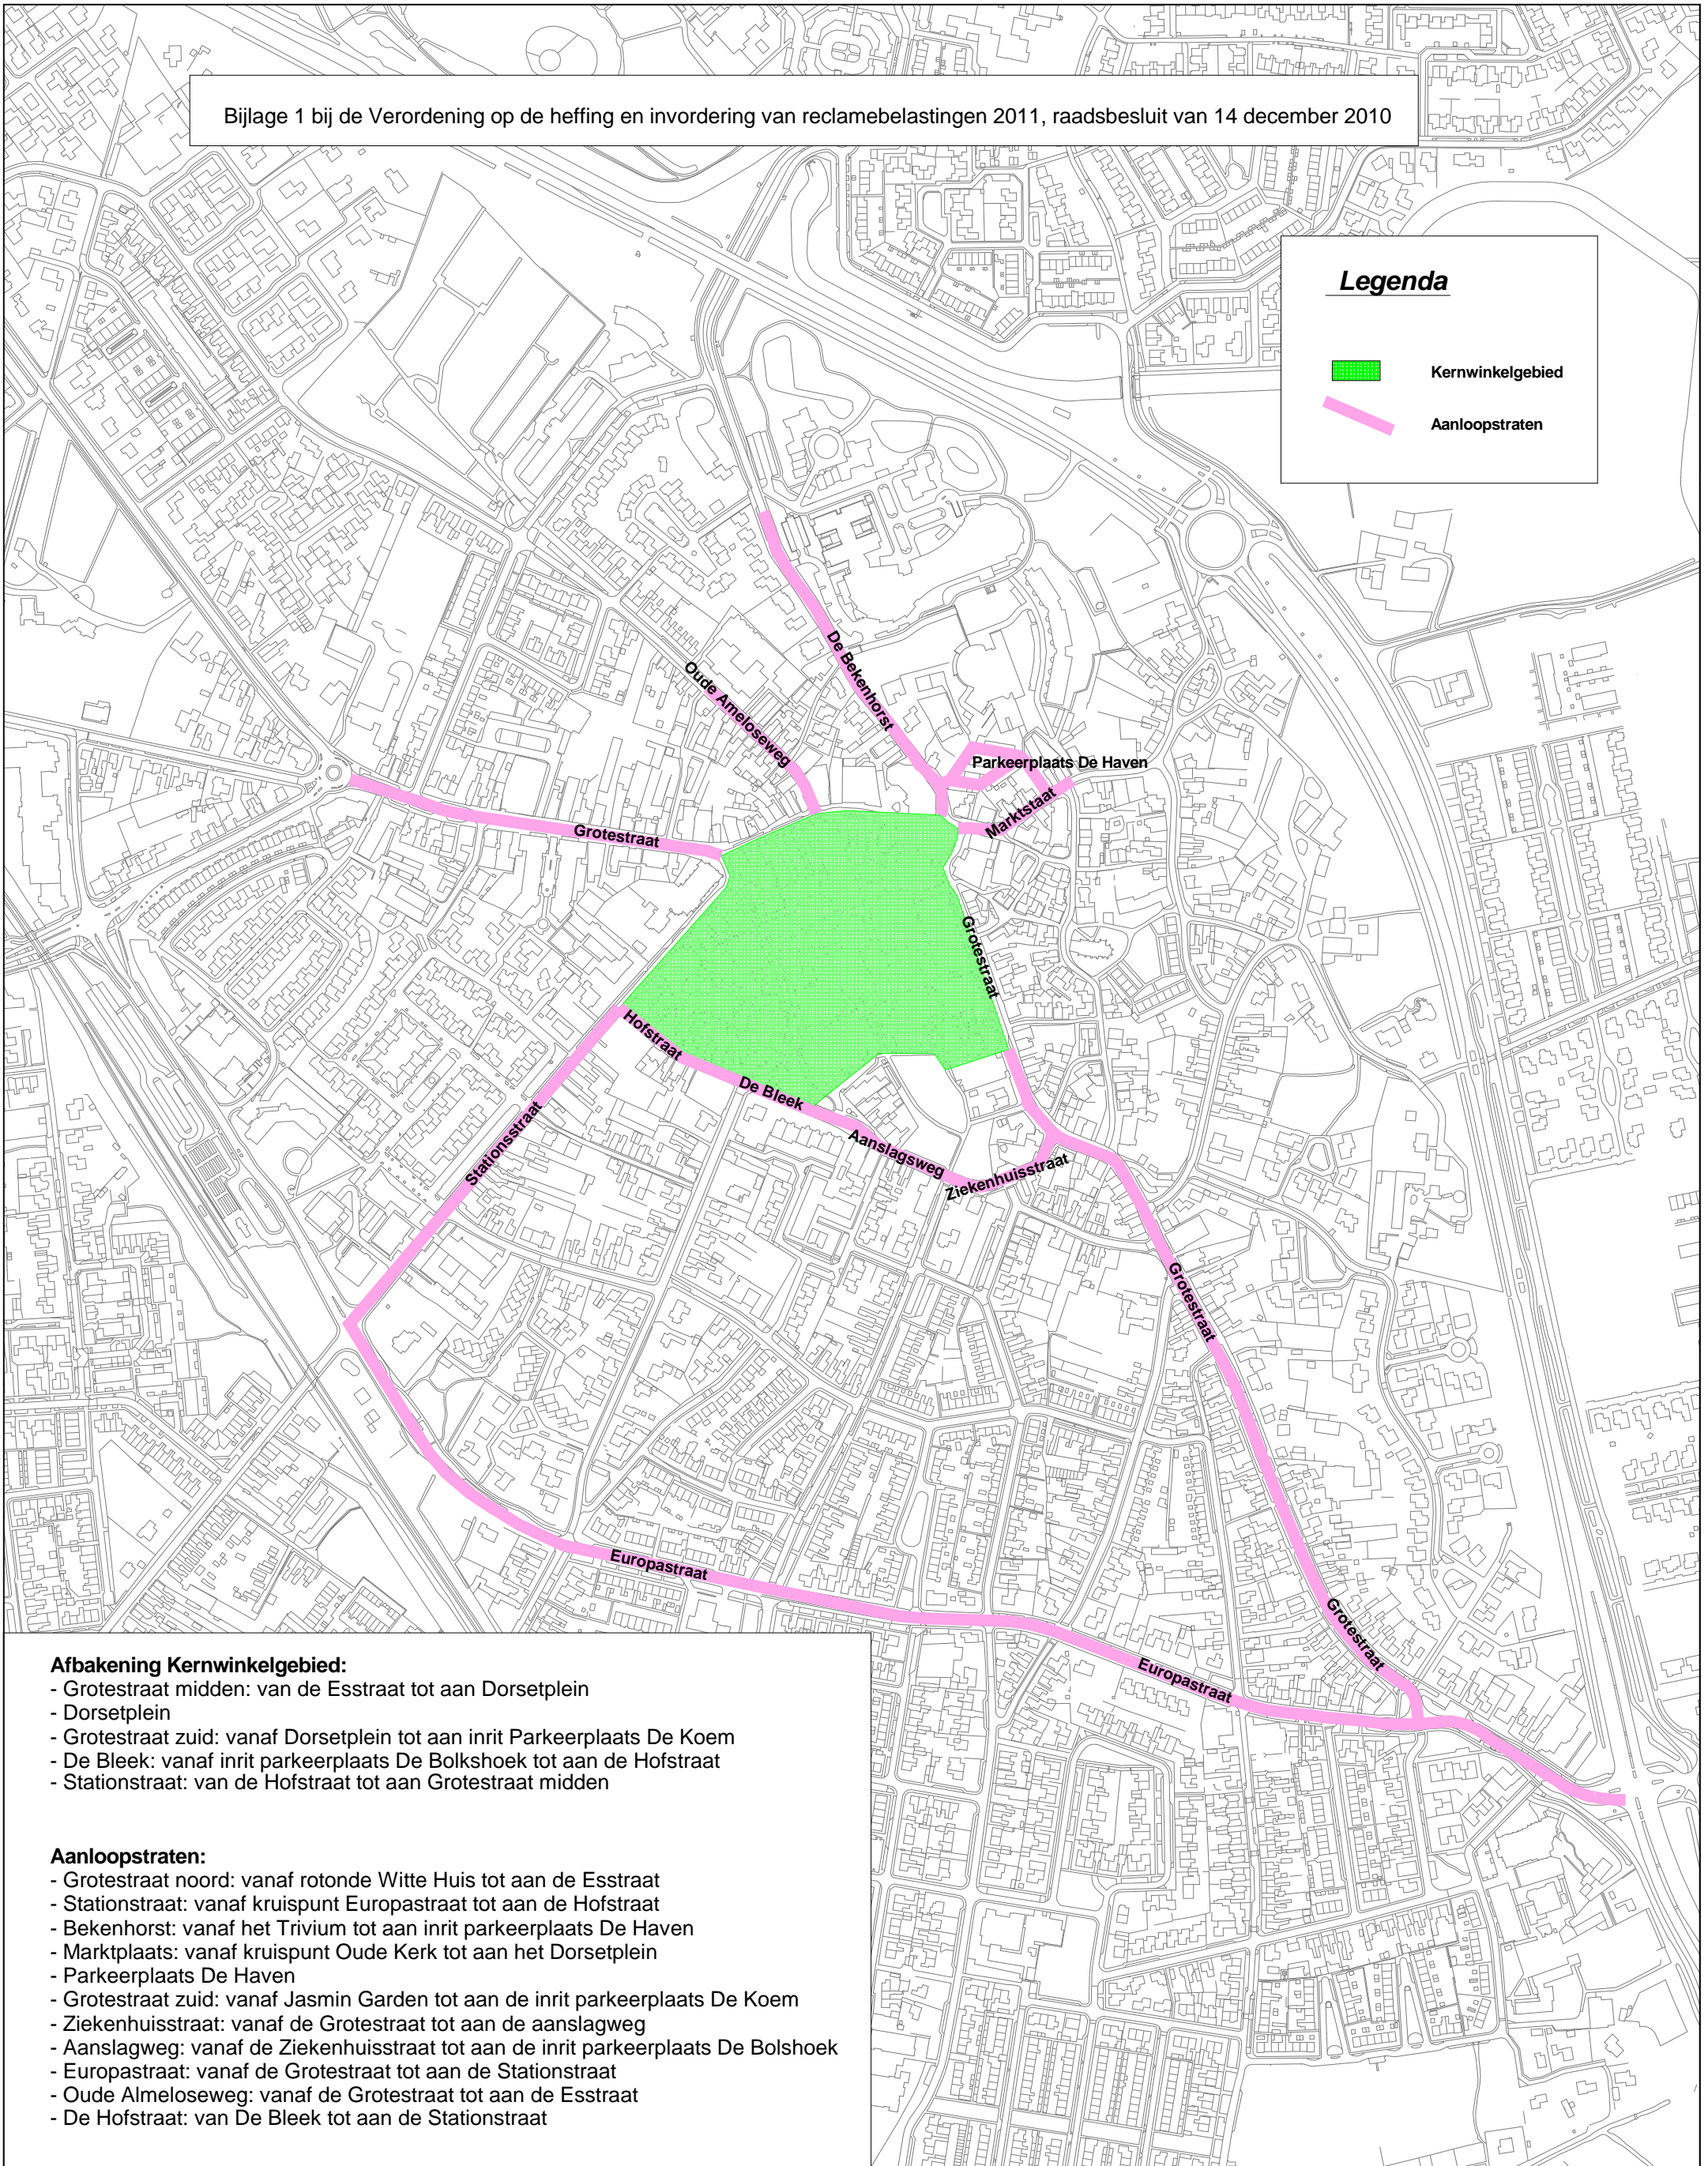 Bijlage 1 bij de Verordening op de heffing en invordering van reclamebelastingen 2011, raadsbesluit van 14 december 2010
Legenda
Kernwinkelgebied
Aanloopstraten
De Bekenhorst
Oude Ameloseweg
Parkeerplaats De Haven
Marktstaat
Grotestraat
Grotestraat
Hofstraat
De Bleek
Stationsstraat
Aanslagsweg
Ziekenhuisstraat
Grotestraat
Europastraat
Grotestraat
Europastraat
Afbakening Kernwinkelgebied:
- Grotestraat midden: van de Esstraat tot aan Dorsetplein
- Dorsetplein
- Grotestraat zuid: vanaf Dorsetplein tot aan inrit Parkeerplaats De Koem
- De Bleek: vanaf inrit parkeerplaats De Bolkshoek tot aan de Hofstraat
- Stationstraat: van de Hofstraat tot aan Grotestraat midden
Aanloopstraten:
- Grotestraat noord: vanaf rotonde Witte Huis tot aan de Esstraat
- Stationstraat: vanaf kruispunt Europastraat tot aan de Hofstraat
- Bekenhorst: vanaf het Trivium tot aan inrit parkeerplaats De Haven
- Marktplaats: vanaf kruispunt Oude Kerk tot aan het Dorsetplein
- Parkeerplaats De Haven
- Grotestraat zuid: vanaf Jasmin Garden tot aan de inrit parkeerplaats De Koem
- Ziekenhuisstraat: vanaf de Grotestraat tot aan de aanslagweg
- Aanslagweg: vanaf de Ziekenhuisstraat tot aan de inrit parkeerplaats De Bolshoek
- Europastraat: vanaf de Grotestraat tot aan de Stationstraat
- Oude Almeloseweg: vanaf de Grotestraat tot aan de Esstraat
- De Hofstraat: van De Bleek tot aan de Stationstraat